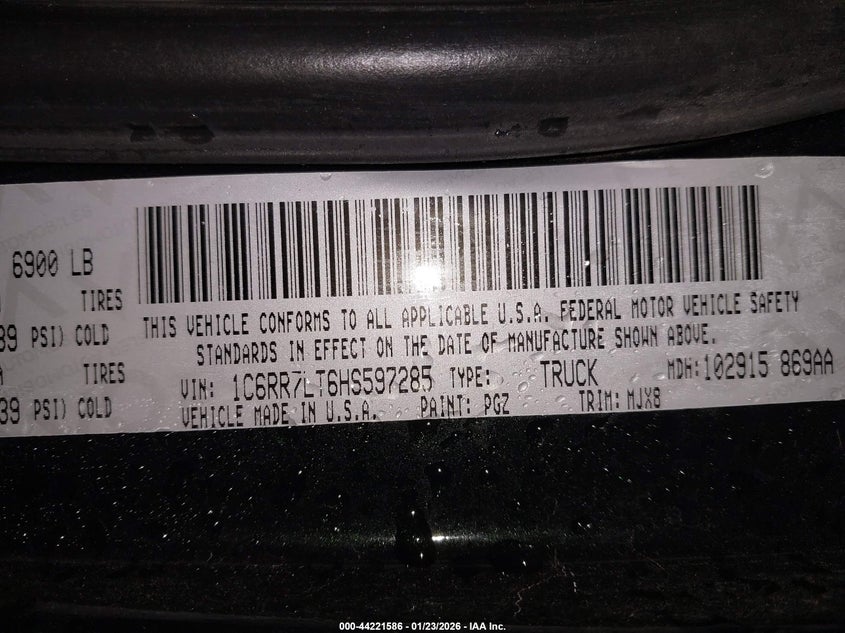 6900 LB
TIRES
39 PSI) COLD
TIRES
39 PSI) COLD
THIS VEHICLE CONFORMS TO ALL APPLICABLE U.S.A. FEDERAL MOTOR VEHICLE SAFETY
STANDARDS IN EFFECT ON THE DATE OF MANUFACTURE SHOWN ABOVE.
VIN: 1C6RR7LT6HS597285 TYPE: TRUCK MDH:102915 869AA
VEHICLE MADE IN U.S.A. PAINT: PGZ TRIM: MJX8
000-44221586 - 01/23/2026 - IAA Inc.